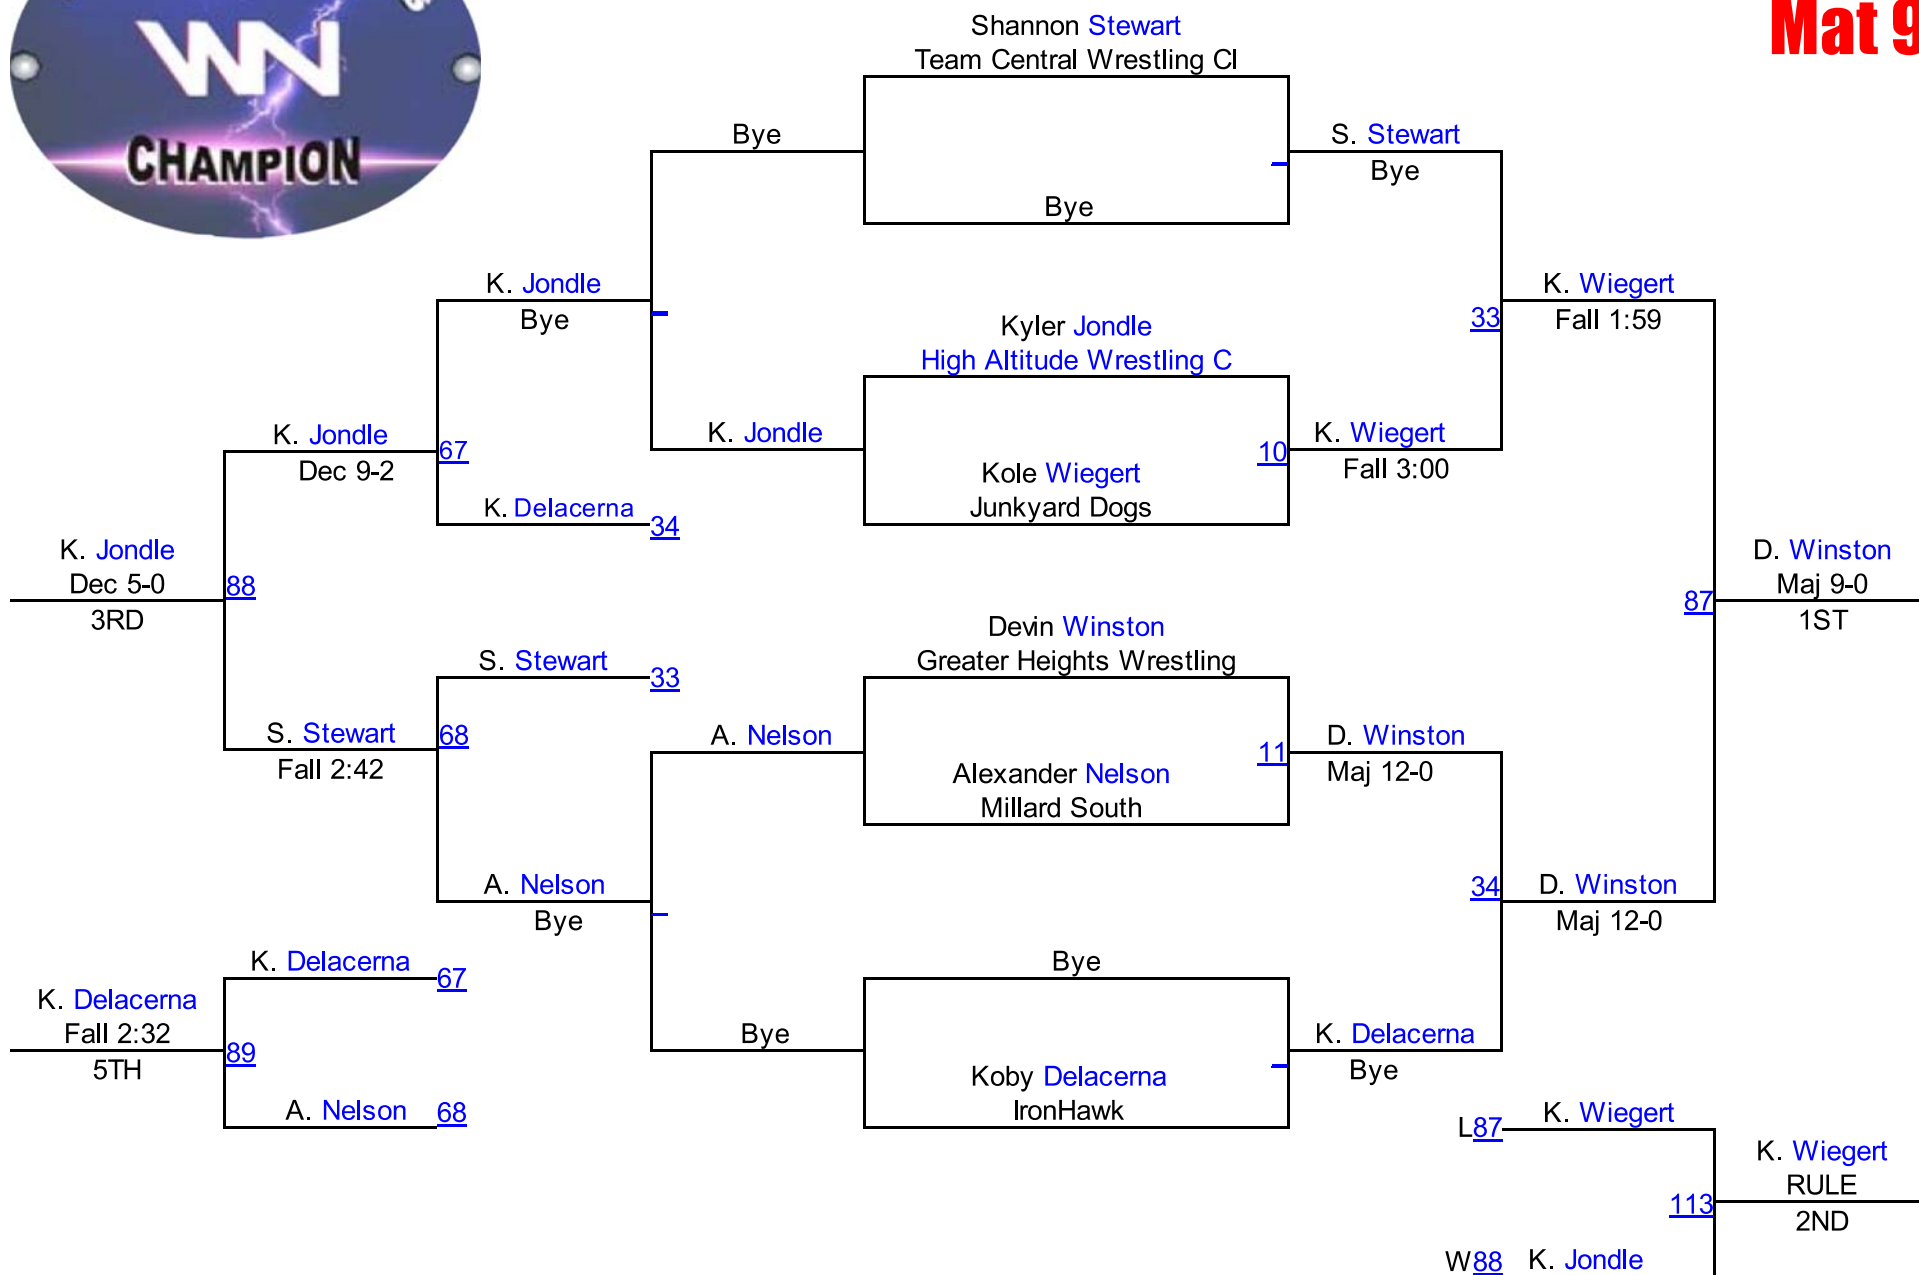 WN
CHAMPION
Mat 9
Shannon Stewart
Team Central Wrestling Cl
Bye
S. Stewart
Bye
Bye
K. Jondle
Bye
Kyler Jondle
High Altitude Wrestling C
33
K. Wiegert
Fall 1:59
K. Jondle
Dec 9-2
67
K. Jondle
10
K. Wiegert
Fall 3:00
Kole Wiegert
Junkyard Dogs
K. Delacerna
34
K. Jondle
Dec 5-0
3RD
88
D. Winston
Maj 9-0
1ST
87
Devin Winston
Greater Heights Wrestling
S. Stewart
33
S. Stewart
Fall 2:42
68
A. Nelson
11
D. Winston
Maj 12-0
Alexander Nelson
Millard South
A. Nelson
Bye
34
D. Winston
Maj 12-0
K. Delacerna
67
Bye
K. Delacerna
Fall 2:32
5TH
89
Bye
K. Delacerna
Bye
Koby Delacerna
IronHawk
A. Nelson
68
L87
K. Wiegert
K. Wiegert
RULE
2ND
113
W88
K. Jondle